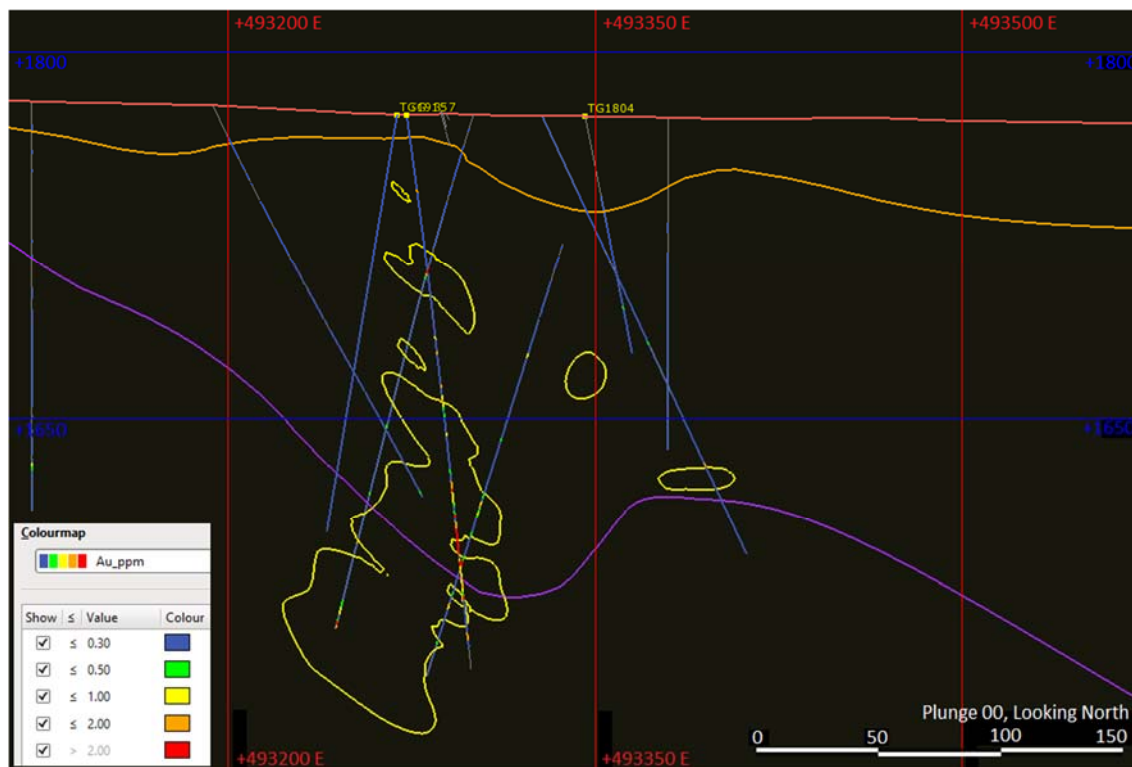 +493200 E
+493350 E
+493500 E
+1800
+1800
TG1804
+1650
+1650
Colourmap
Au_ppm
Show
≤
Value
Colour
≤
0.30
≤
0.50
≤
1.00
≤
2.00
>
2.00
Plunge 00, Looking North
0
50
100
150
+493200 E
+493350 E